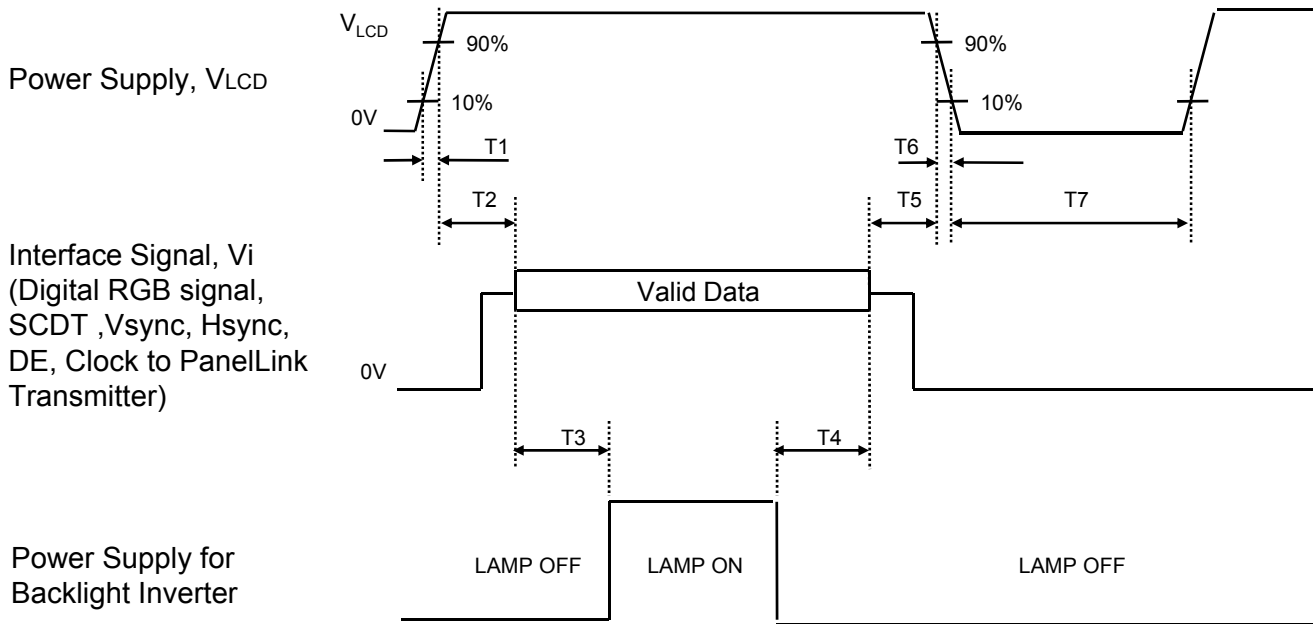 VLCD
90%
90%
Power Supply, VLCD
10%
10%
0V
T1
T6
T2
T5
T7
Interface Signal, Vi
(Digital RGB signal,
SCDT ,Vsync, Hsync,
DE, Clock to PanelLink
Transmitter)
Valid Data
0V
T3
T4
Power Supply for
Backlight Inverter
LAMP OFF
LAMP ON
LAMP OFF